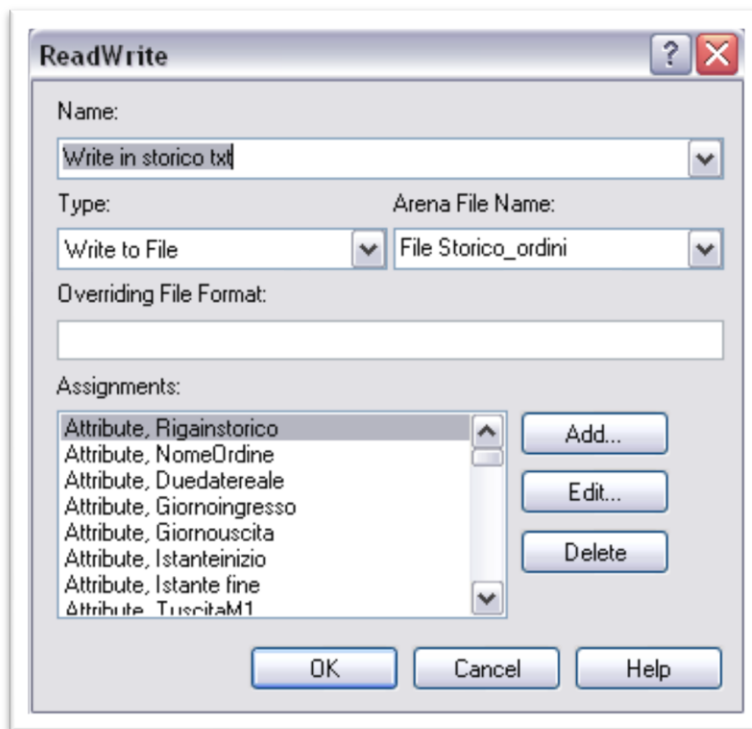 ReadWrite
Name:
Write in storico txt
Type: Arena File Name:
Write to File File Storico_ordini
Overriding File Format:
Assignments:
Attribute, Rigainstorico
Add...
Attribute, NomeOrdine
Attribute, Duedatereale
Edit...
Attribute, Giornoingresso
Attribute, Giornouscita
Delete
Attribute, Istanteinizio
Attribute, Istante fine
Attribute, TuscitaM1
OK Cancel Help